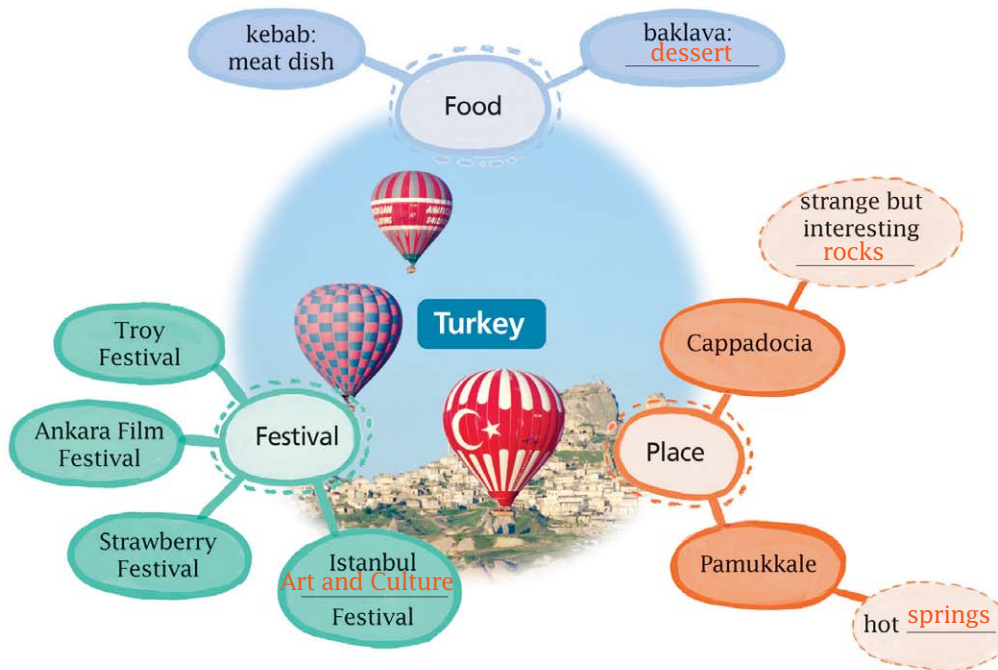 kebab:
meat dish
baklava:
dessert
Food
strange but
interesting
rocks
Turkey
Cappadocia
Troy
Festival
Ankara Film
Festival
Festival
Place
Strawberry
Festival
Istanbul
Art and Culture
Festival
Pamukkale
hot springs